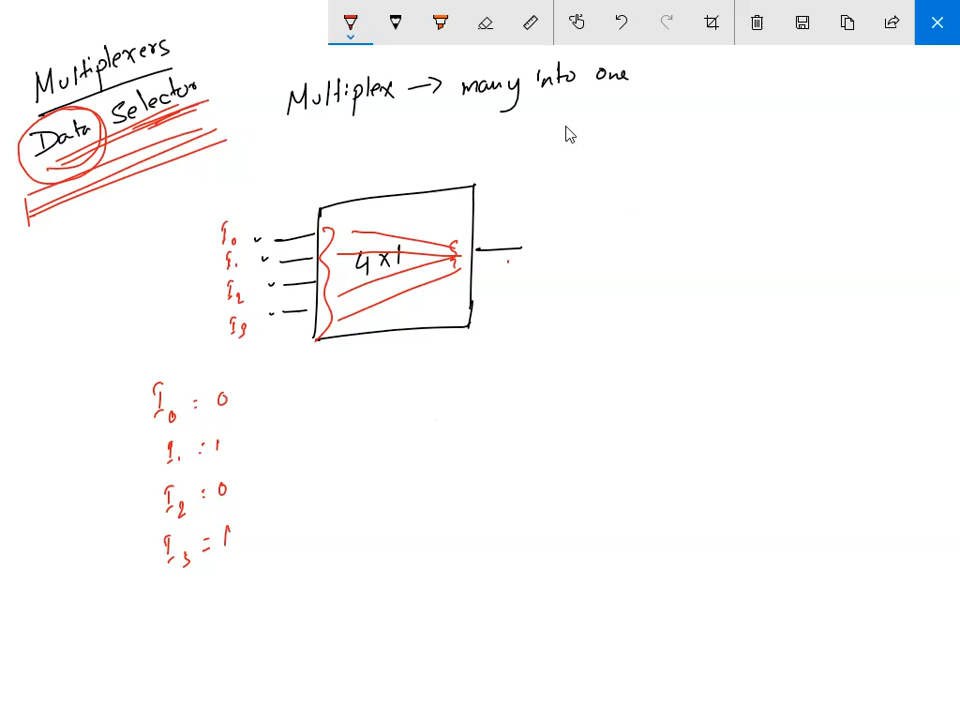 Multiplexers
Data Selector
Multiplex → many into one
I0
I1
I2
I3
4x1
I0 : 0
I1 : 1
I2 : 0
I3 = 1